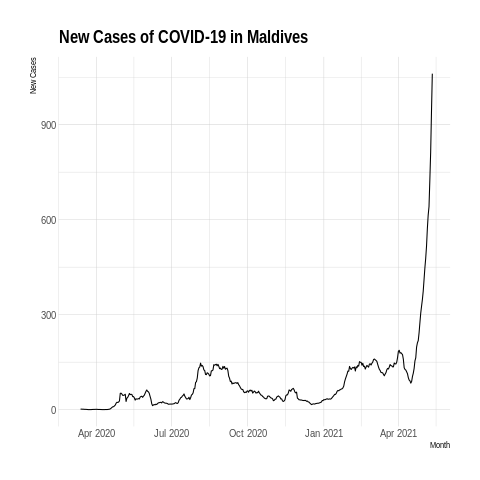 New Cases of COVID-19 in Maldives
New Cases
900
600
300
0
Apr 2020 Jul 2020 Oct 2020 Jan 2021 Apr 2021
Month